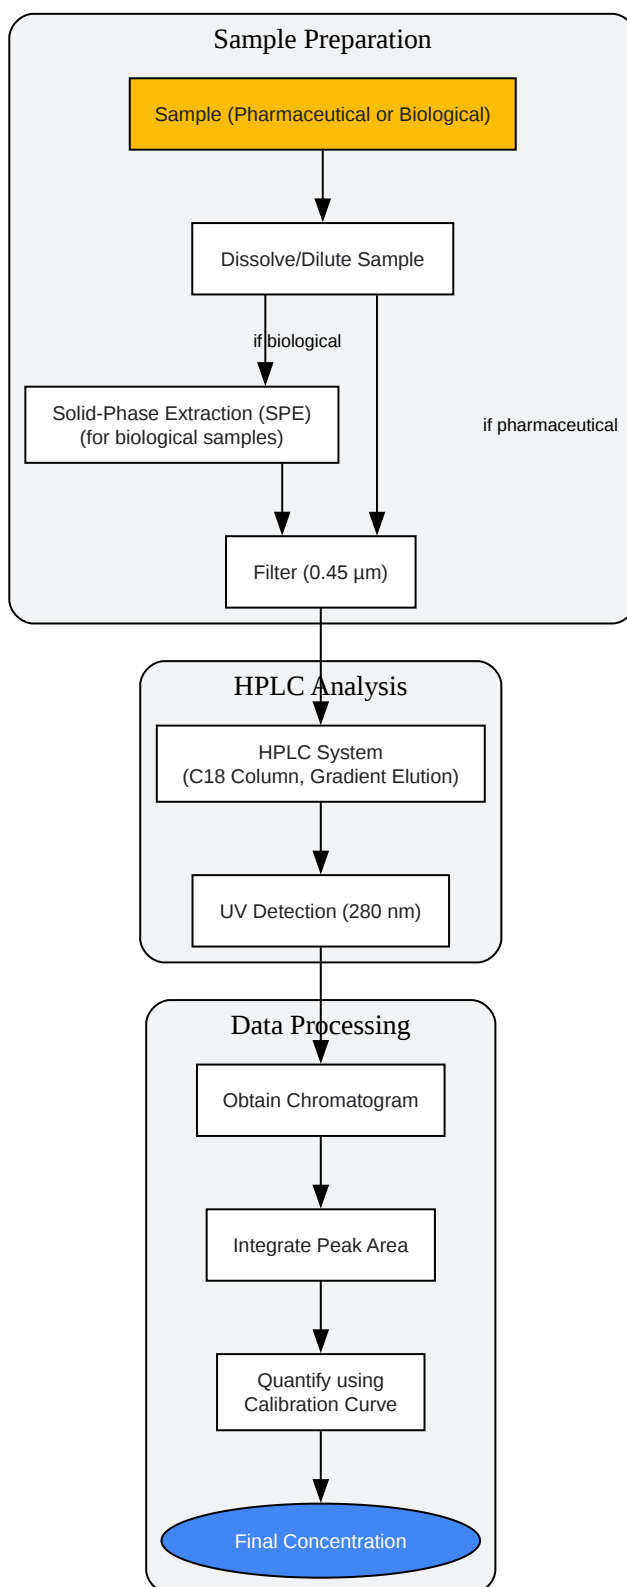 Sample Preparation
Sample (Pharmaceutical or Biological)
Dissolve/Dilute Sample
if biological
Solid-Phase Extraction (SPE)
(for biological samples)
if pharmaceutical
Filter (0.45 µm)
HPLC Analysis
HPLC System
(C18 Column, Gradient Elution)
UV Detection (280 nm)
Data Processing
Obtain Chromatogram
Integrate Peak Area
Quantify using
Calibration Curve
Final Concentration